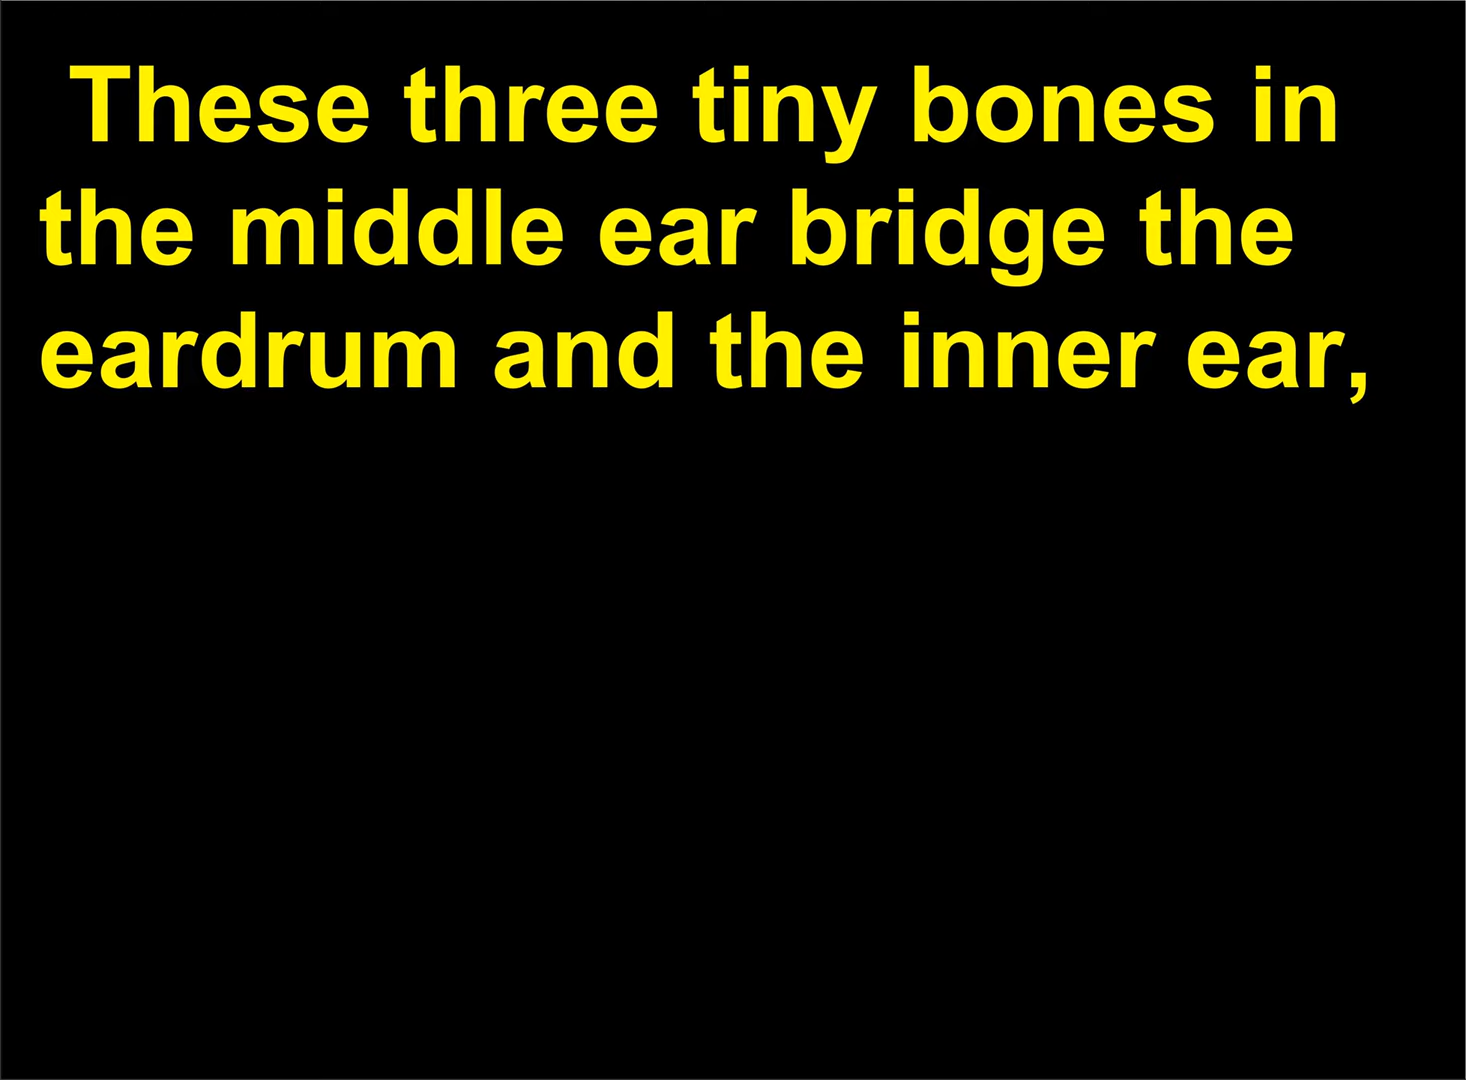 These three tiny bones in
the middle ear bridge the
eardrum and the inner ear,